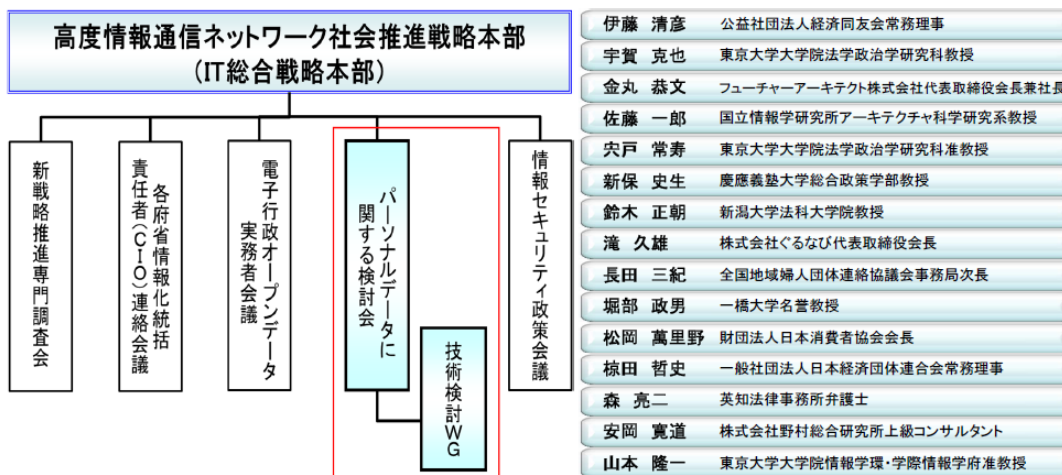 高度情報通信ネットワーク社会推進戦略本部
(IT総合戦略本部)
新戦略推進専門調査会
各府省情報化統括
責任者(CIO)連絡会議
電子行政オープンデータ
実務者会議
パーソナルデータに
関する検討会
技術検討WG
情報セキュリティ政策会議
伊藤 清彦 公益社団法人経済同友会常務理事
宇賀 克也 東京大学大学院法学政治学研究科教授
金丸 恭文 フューチャーアーキテクト株式会社代表取締役会長兼社長
佐藤 一郎 国立情報学研究所アーキテクチャ科学研究系教授
宍戸 常寿 東京大学大学院法学政治学研究科准教授
新保 史生 慶應義塾大学総合政策学部教授
鈴木 正朝 新潟大学法科大学院教授
滝 久雄 株式会社ぐるなび代表取締役会長
長田 三紀 全国地域婦人団体連絡協議会事務局次長
堀部 政男 一橋大学名誉教授
松岡 萬里野 財団法人日本消費者協会会長
椋田 哲史 一般社団法人日本経済団体連合会常務理事
森 亮二 英知法律事務所弁護士
安岡 寛道 株式会社野村総合研究所上級コンサルタント
山本 隆一 東京大学大学院情報学環・学際情報学府准教授